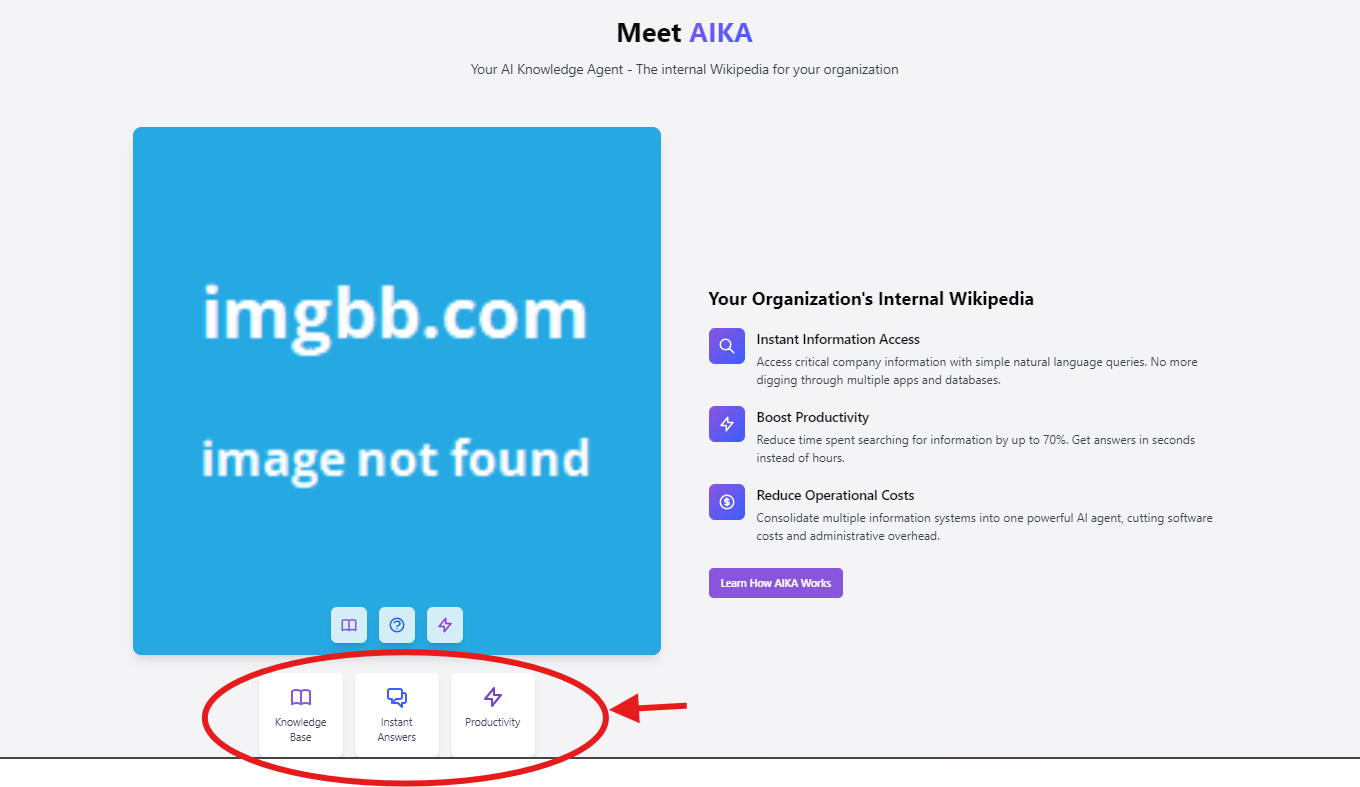 Meet AIKA
Your AI Knowledge Agent - The internal Wikipedia for your organization
imgbb.com
image not found
Your Organization's Internal Wikipedia
Instant Information Access
Access critical company information with simple natural language queries. No more
digging through multiple apps and databases.
Boost Productivity
Reduce time spent searching for information by up to 70%. Get answers in seconds
instead of hours.
Reduce Operational Costs
Consolidate multiple information systems into one powerful AI agent, cutting software
costs and administrative overhead.
Learn How AIKA Works
Knowledge
Base
Instant
Answers
Productivity